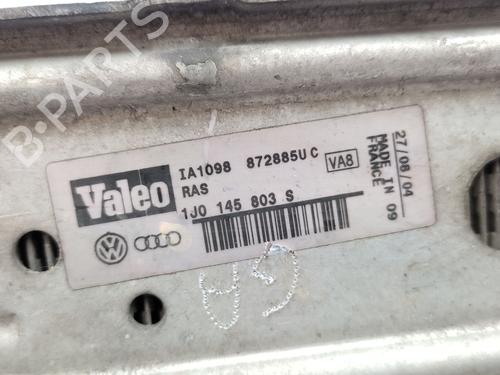 B-PARTS
Valeo
IA1098 872885U C
RAS
VA8
1J0 145 803 S
27/08/04
MADE IN
FRANCE
09